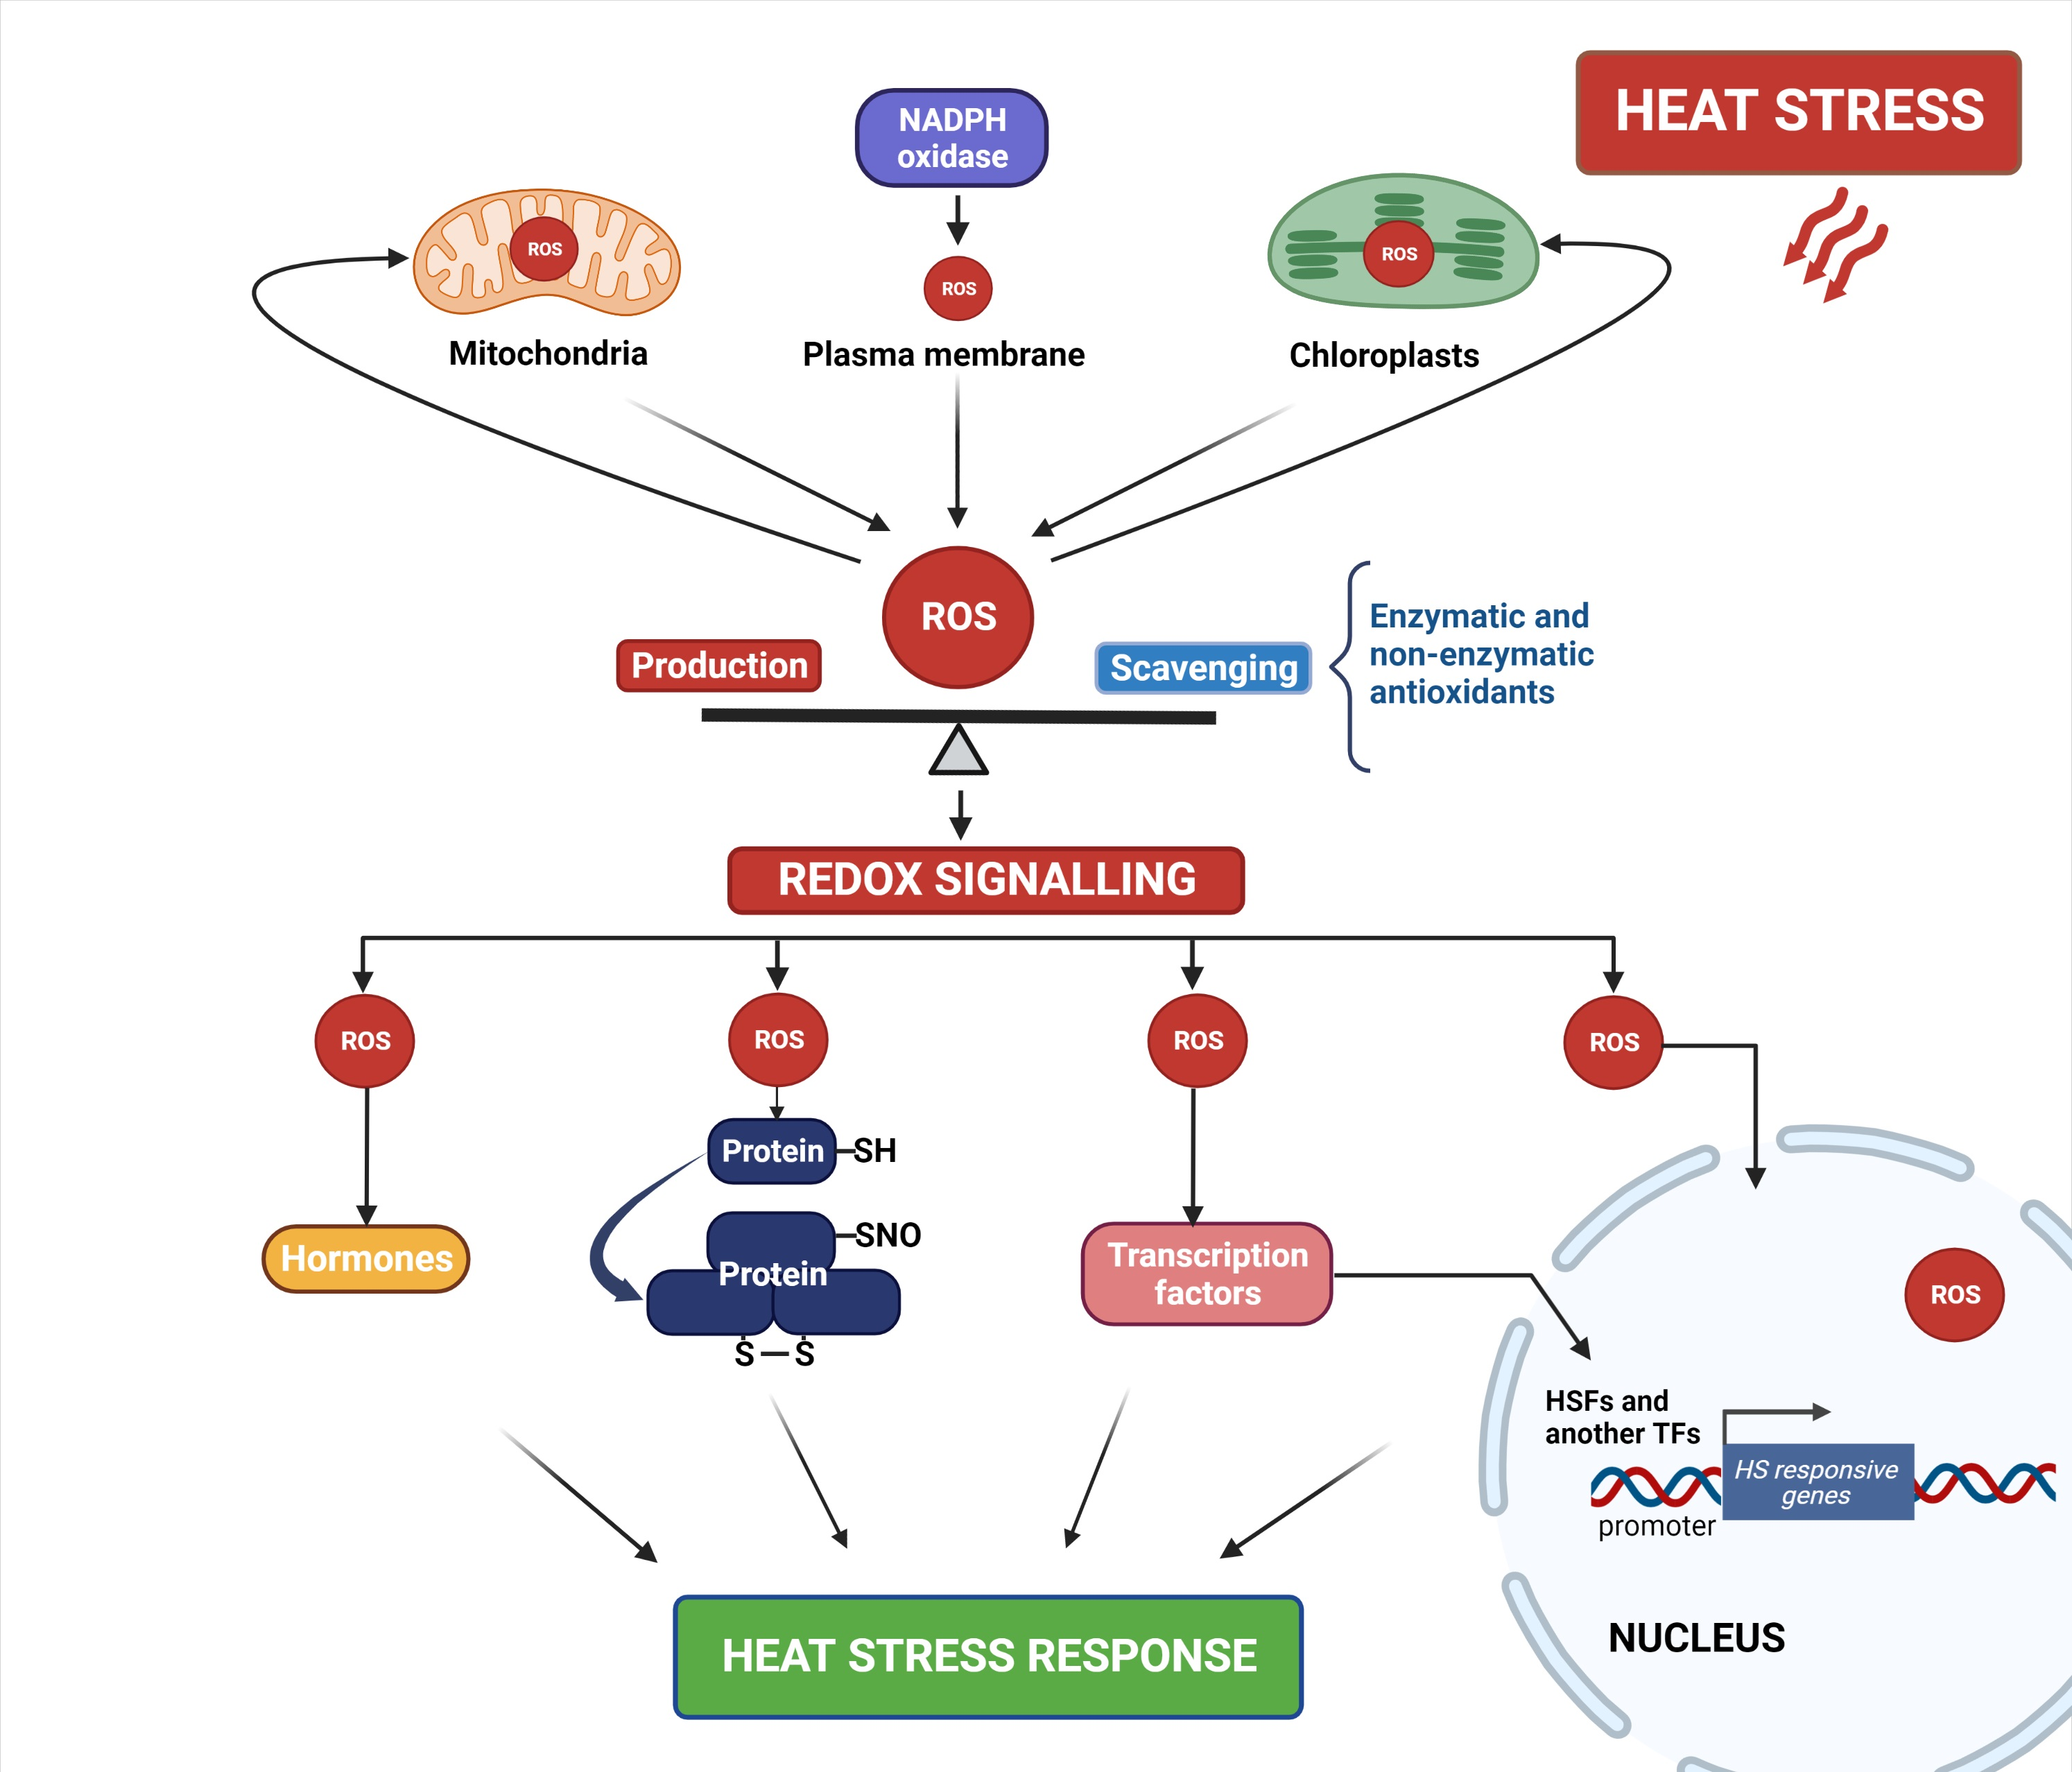 HEAT STRESS
NADPH
oxidase
ROS
ROS
ROS
Mitochondria
Plasma membrane
Chloroplasts
ROS
Production
Scavenging
Enzymatic and
non-enzymatic
antioxidants
REDOX SIGNALLING
ROS
ROS
ROS
ROS
Protein
SH
SNO
Protein
S
S
Hormones
Transcription
factors
ROS
HSFs and
another TFs
HS responsive
genes
promoter
NUCLEUS
HEAT STRESS RESPONSE